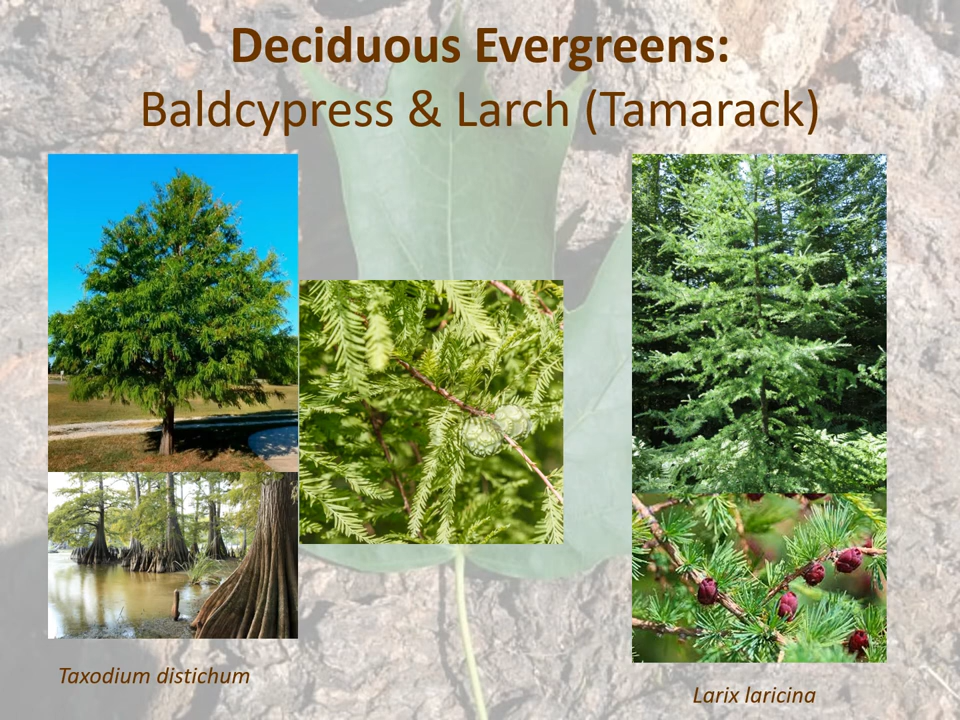 Deciduous Evergreens:
Baldcypress & Larch (Tamarack)
Taxodium distichum
Larix laricina